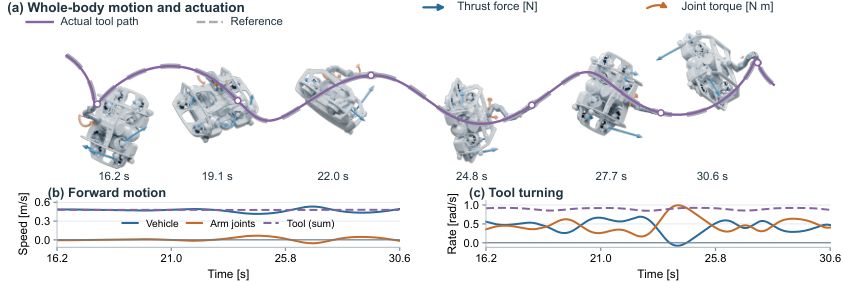 (a) Whole-body motion and actuation
Thrust force [N]
Joint torque [N m]
Actual tool path
Reference
16.2 s
19.1 s
22.0 s
24.8 s
27.7 s
30.6 s
(b) Forward motion
Speed [m/s]
0.6
0.3
0.0
Vehicle
Arm joints
Tool (sum)
16.2
21.0
25.8
30.6
Time [s]
(c) Tool turning
Rate [rad/s]
1.0
0.5
0.0
16.2
21.0
25.8
30.6
Time [s]